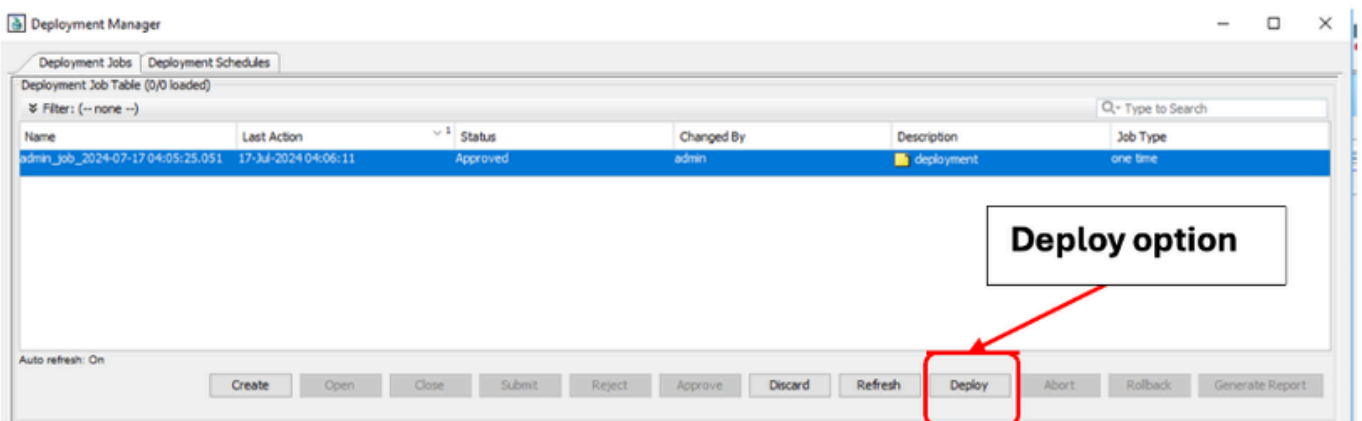 Deployment Manager
Deployment Jobs Deployment Schedules
Deployment Job Table (0/0 loaded)
Filter: (-- none --) Type to Search
Name Last Action 1 Status Changed By Description Job Type
admin_job_2024-07-17 04:05:25.051 17-Jul-2024 04:06:11 Approved admin deployment one time
Deploy option
Auto refresh: On
Create Open Close Submit Reject Approve Discard Refresh Deploy Abort Rollback Generate Report